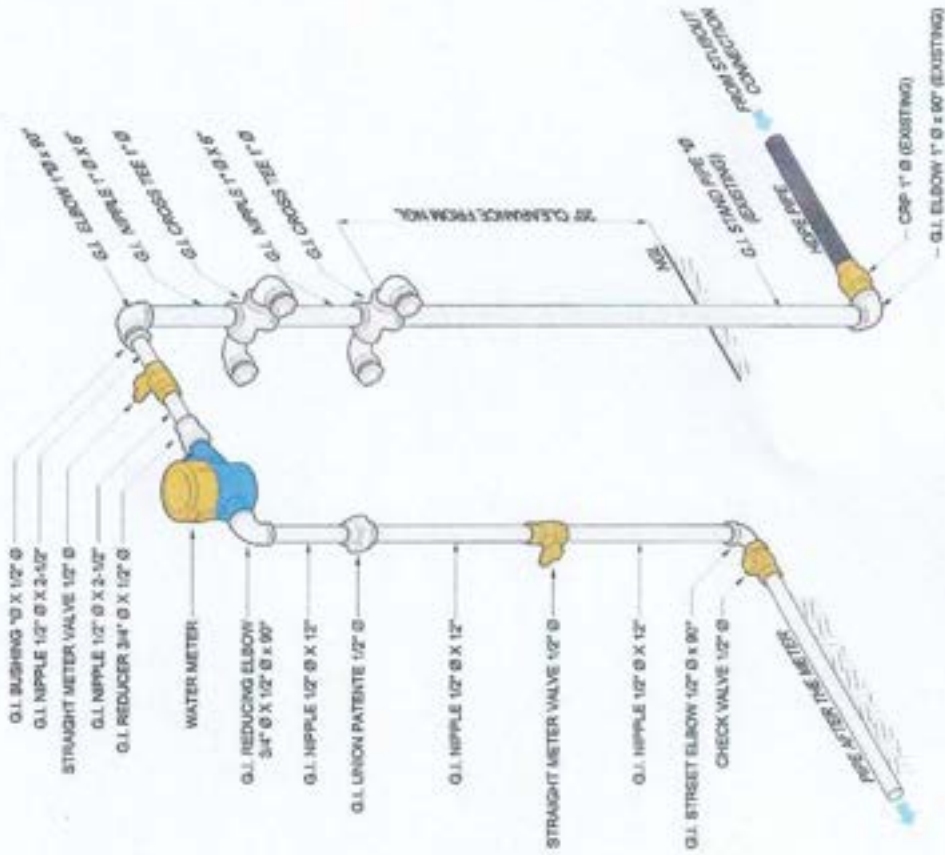 G.I. BUSHING "Ø X 1/2" Ø
G.I. NIPPLE 1/2" Ø X 2-1/2"
STRAIGHT METER VALVE 1/2" Ø
G.I. NIPPLE 1/2" Ø X 2-1/2"
G.I. REDUCER 3/4" Ø X 1/2" Ø
WATER METER
G.I. REDUCING ELBOW
3/4" Ø X 1/2" Ø x 90°
G.I. NIPPLE 1/2" Ø X 12"
G.I. UNION PATENTE 1/2" Ø
G.I. NIPPLE 1/2" Ø X 12"
STRAIGHT METER VALVE 1/2" Ø
G.I. NIPPLE 1/2" Ø X 12"
G.I. STREET ELBOW 1/2" Ø x 90°
CHECK VALVE 1/2" Ø
PIPE AFTER THE METER
G.I. ELBOW 1"Ø x 90°
G.I. NIPPLE 1" Ø X 6"
G.I. CROSS TEE 1" Ø
G.I. NIPPLE 1" Ø X 6"
G.I. CROSS TEE 1" Ø
CLEARANCE FROM NGL
NGL
G.I. STAND PIPE "Ø
(EXISTING)
HDPE PIPE
FROM STUBOUT
CONNECTION
CRP 1" Ø (EXISTING)
G.I. ELBOW 1" Ø x 90° (EXISTING)